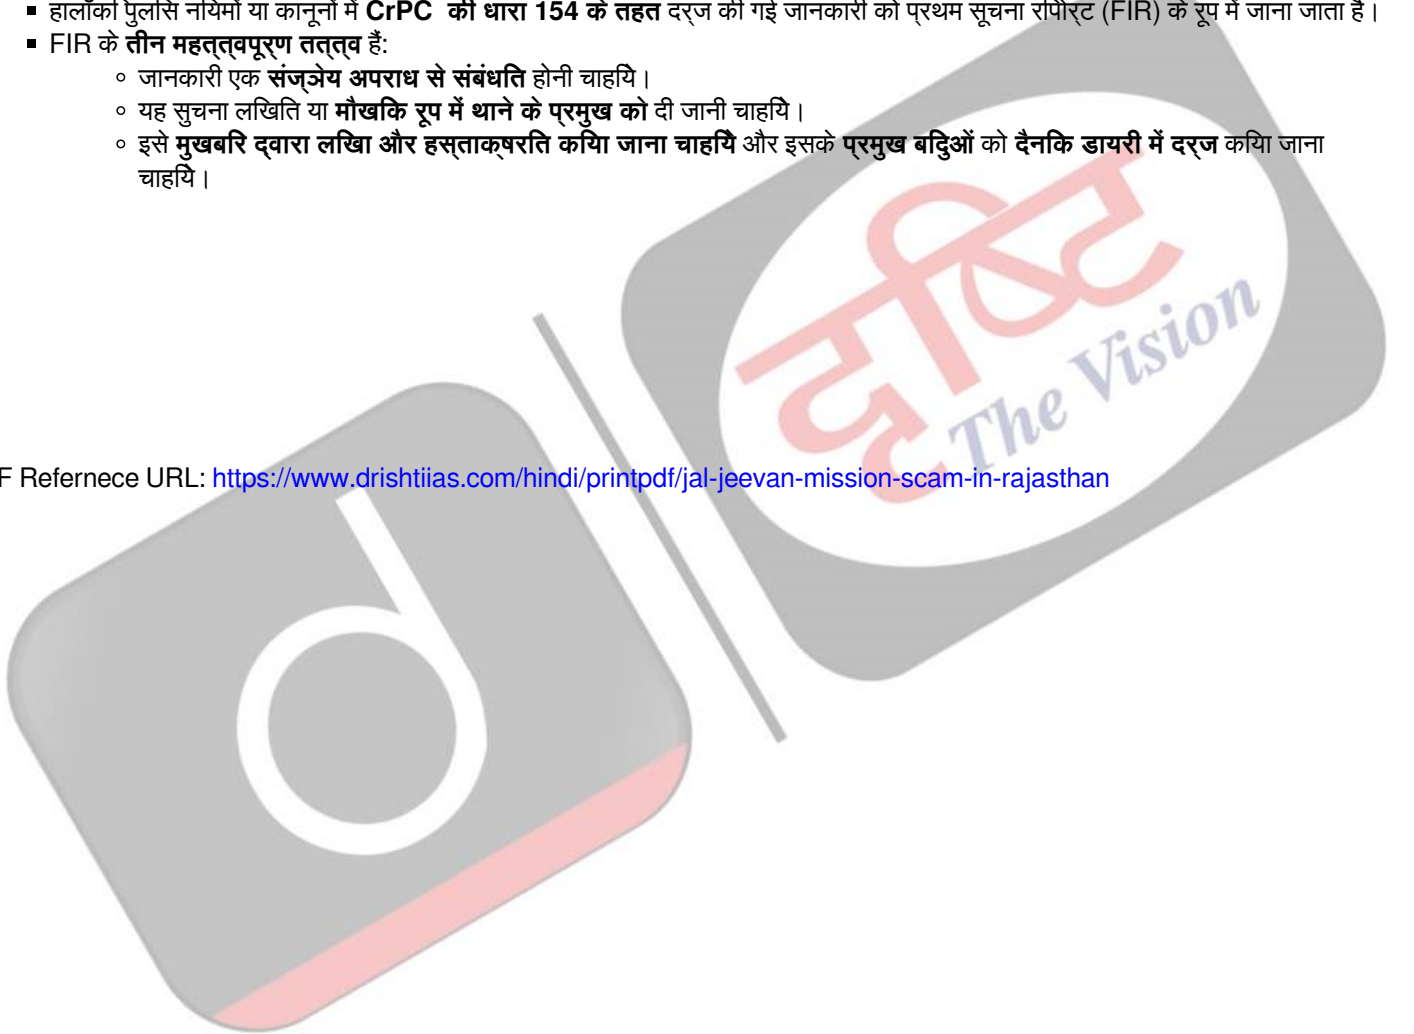 हालाँकि पुलिस नियमों या कानूनों में CrPC की धारा 154 के तहत दर्ज की गई जानकारी को प्रथम सूचना रिपोर्ट (FIR) के रूप में जाना जाता है।
FIR के तीन महत्तत्वपूर्ण तत्तत्व हैं:
जानकारी एक संज्ञेय अपराध से संबंधित होनी चाहिये।
यह सुचना लिखित या मौखिक रूप में थाने के प्रमुख को दी जानी चाहिये।
इसे मुखबिर द्वारा लिखा और हस्ताक्षरित किया जाना चाहिये और इसके प्रमुख बिंदुओं को दैनिक डायरी में दर्ज किया जाना
चाहिये।
दृष्टि
The Vision
F Refernece URL: https://www.drishtiias.com/hindi/printpdf/jal-jeevan-mission-scam-in-rajasthan
d